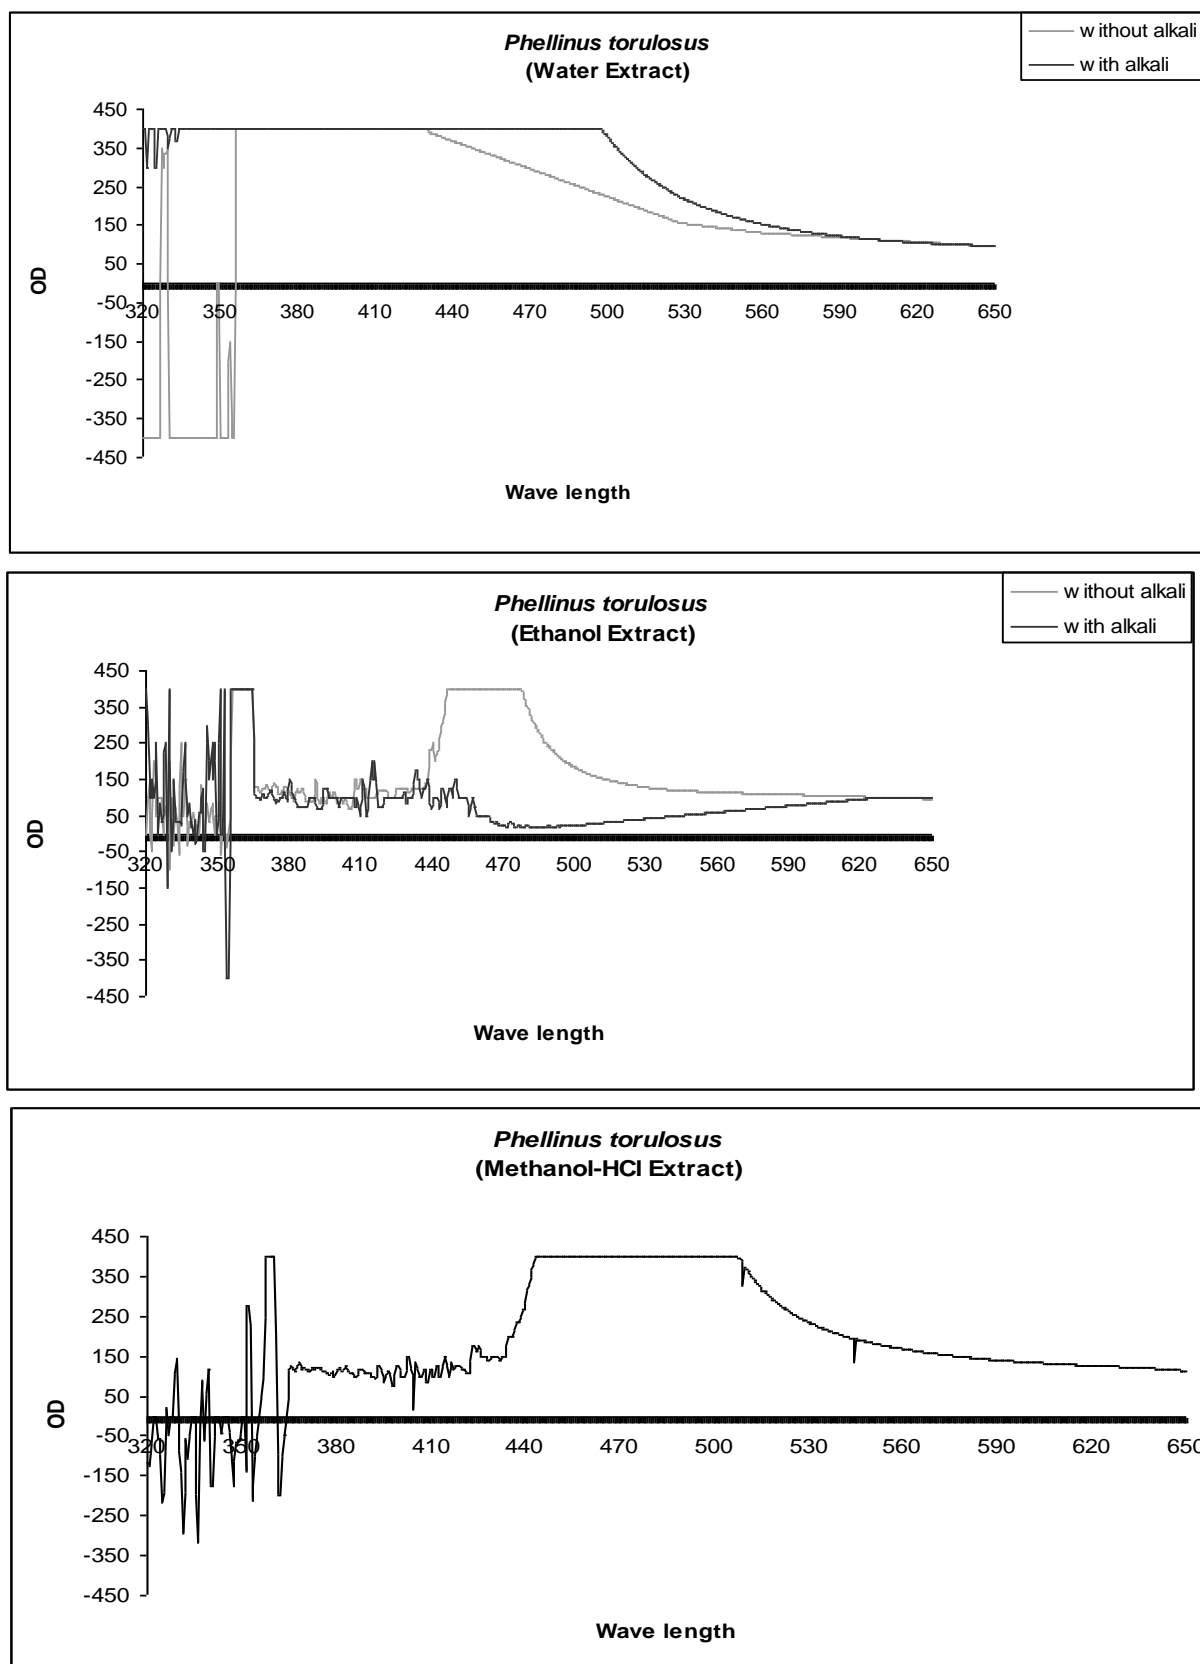 Phellinus torulosus
(Water Extract)
without alkali
with alkali
450
350
250
150
50
-50
-150
-250
-350
-450
OD
320 350 380 410 440 470 500 530 560 590 620 650
Wave length
Phellinus torulosus
(Ethanol Extract)
without alkali
with alkali
450
350
250
150
50
-50
-150
-250
-350
-450
OD
320 350 380 410 440 470 500 530 560 590 620 650
Wave length
Phellinus torulosus
(Methanol-HCl Extract)
450
350
250
150
50
-50
-150
-250
-350
-450
OD
320 350 380 410 440 470 500 530 560 590 620 650
Wave length